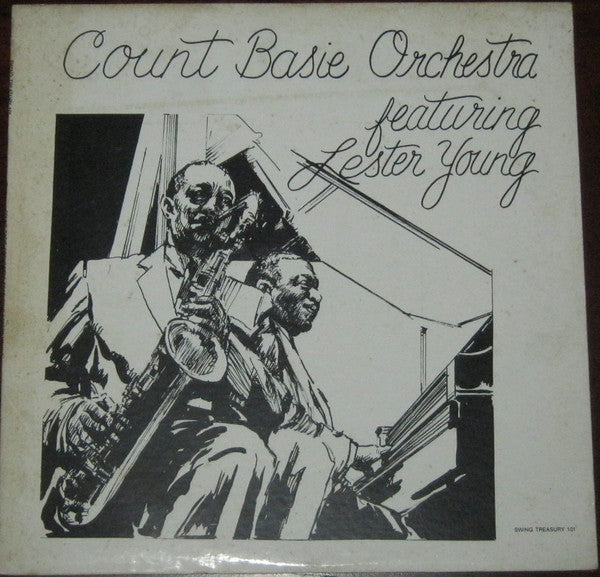 Count Basie Orchestra
featuring
Lester Young
SWING TREASURY 101